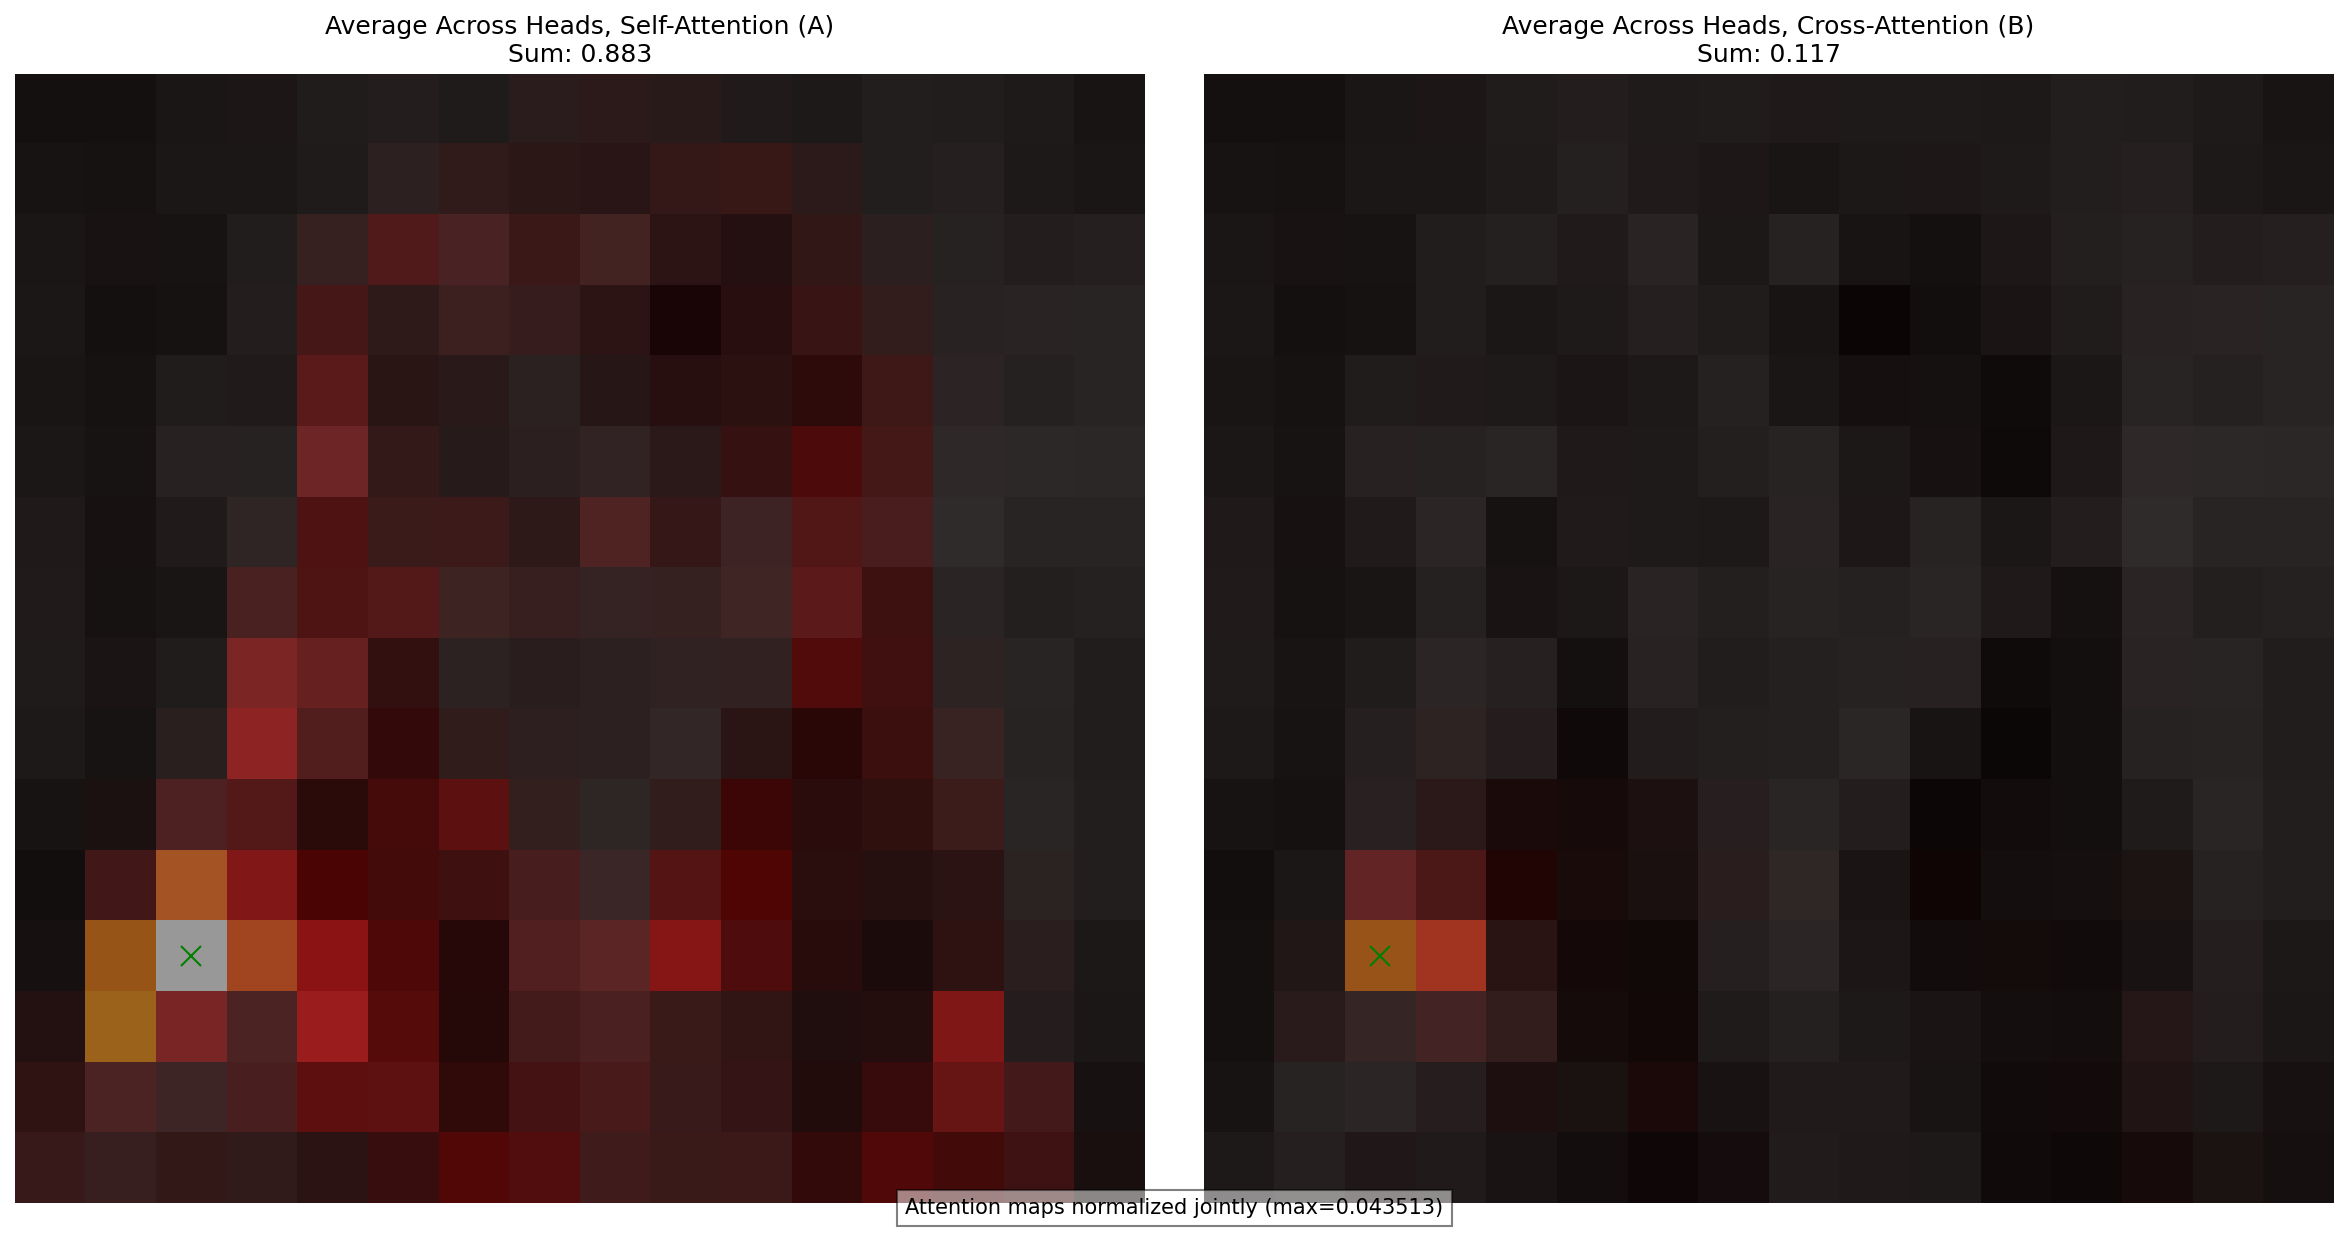 Average Across Heads, Self-Attention (A)
Sum: 0.883
Average Across Heads, Cross-Attention (B)
Sum: 0.117
Attention maps normalized jointly (max=0.043513)